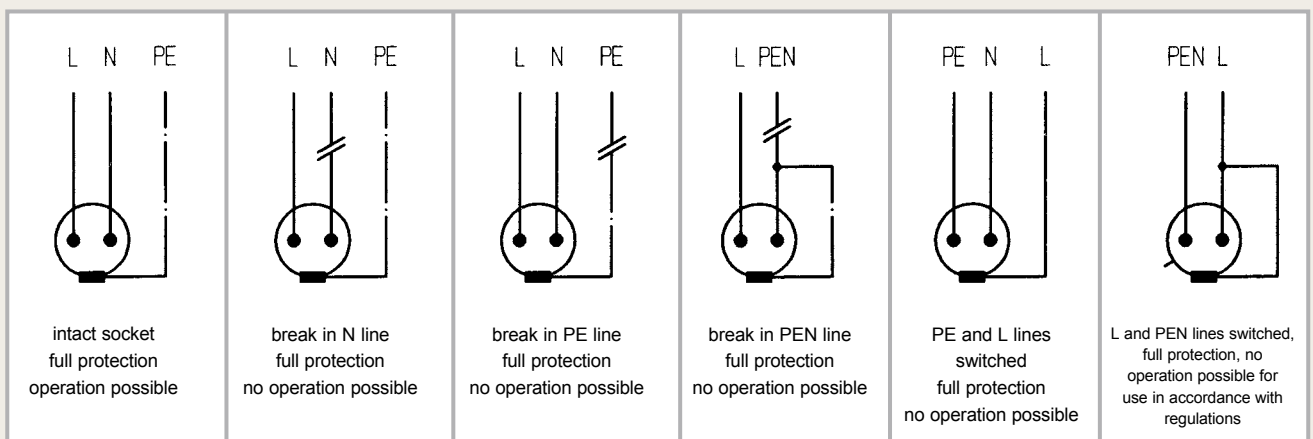 L N PE
intact socket
full protection
operation possible
L N PE
break in N line
full protection
no operation possible
L N PE
break in PE line
full protection
no operation possible
L PEN
break in PEN line
full protection
no operation possible
PE N L
PE and L lines
switched
full protection
no operation possible
PEN L
L and PEN lines switched,
full protection, no
operation possible for
use in accordance with
regulations